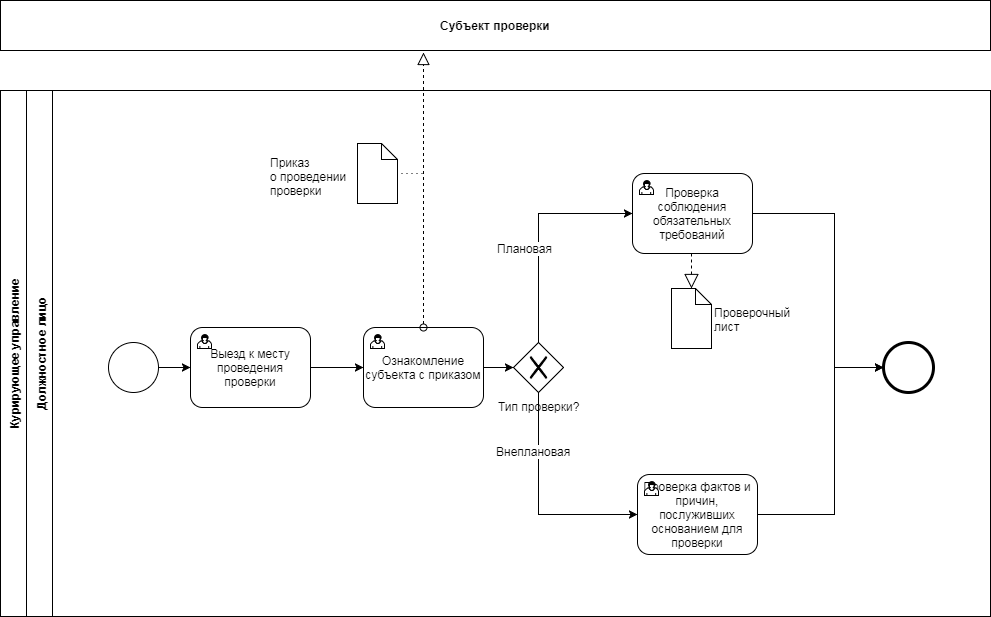 Субъект проверки
Курирующее управление
Должностное лицо
Приказ
о проведении
проверки
Проверка
соблюдения
обязательных
требований
Плановая
Проверочный
лист
Выезд к месту
проведения
проверки
Ознакомление
субъекта с приказом
Тип проверки?
Внеплановая
Проверка фактов и
причин,
послуживших
основанием для
проверки